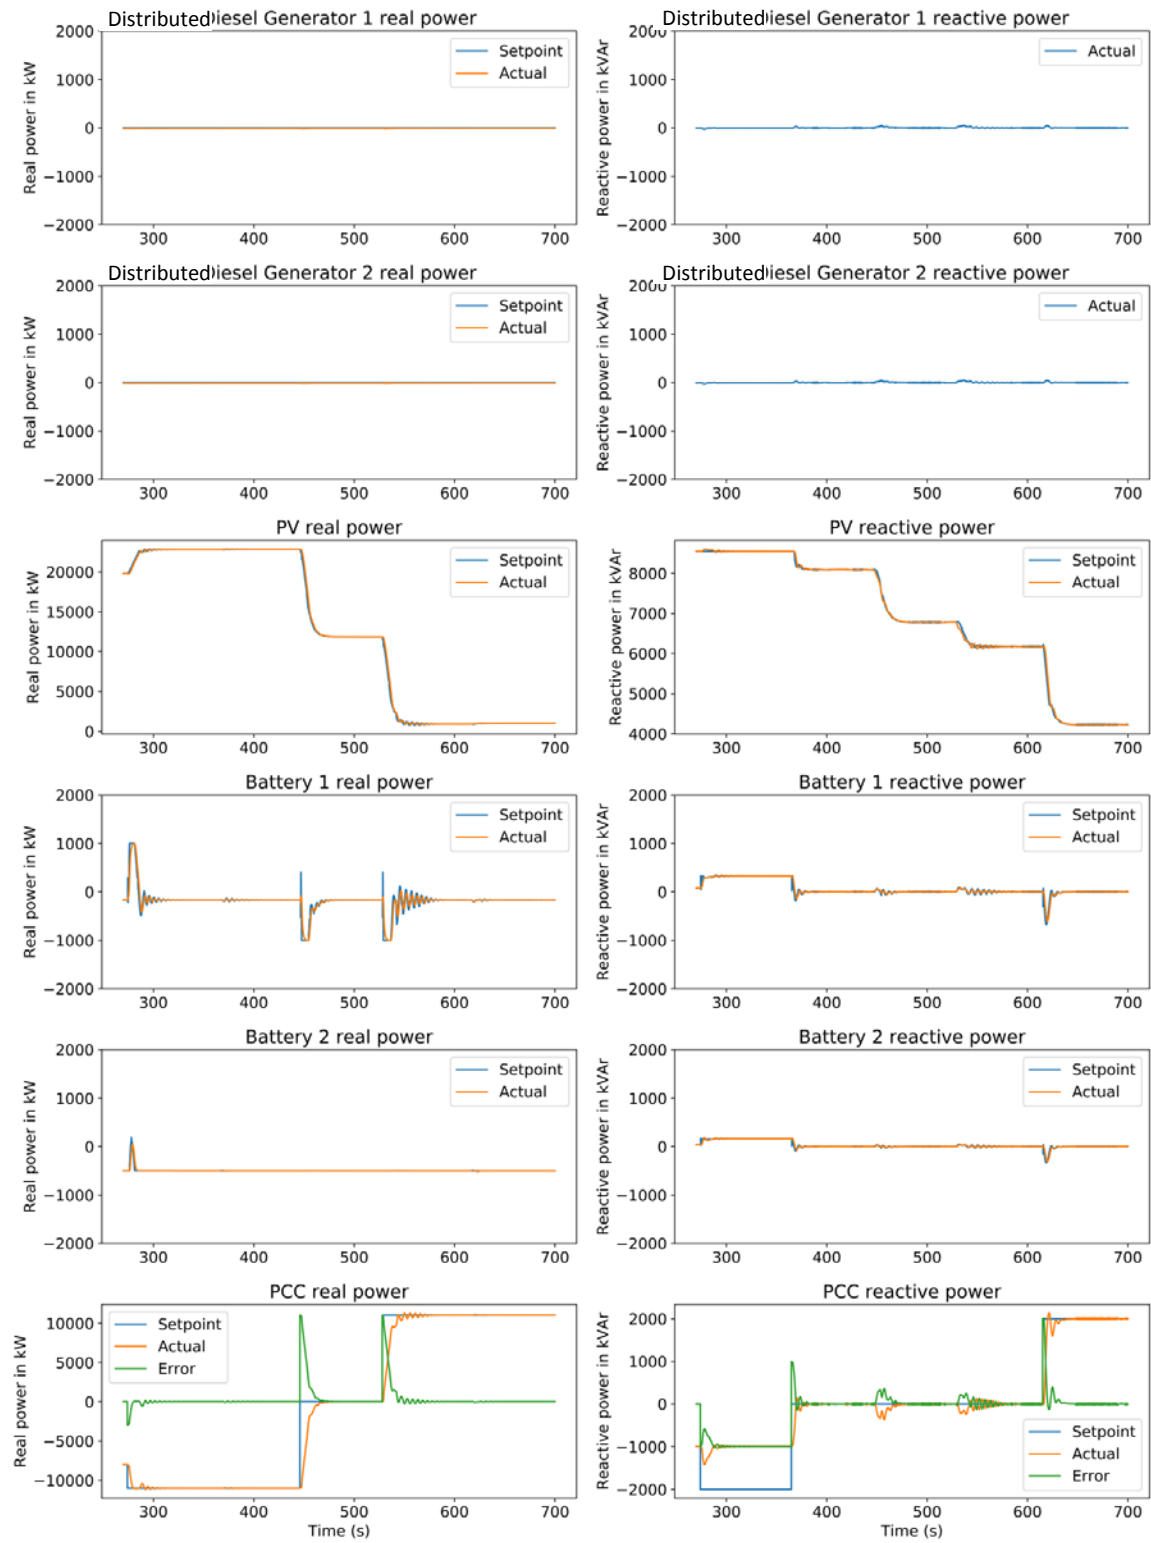 Distributed iesel Generator 1 real power
Real power in kW
2000
1000
0
−1000
−2000
Setpoint
Actual
300 400 500 600 700
Distributed iesel Generator 1 reactive power
Reactive power in kVAr
2000
1000
0
−1000
−2000
Actual
300 400 500 600 700
Distributed iesel Generator 2 real power
Real power in kW
2000
1000
0
−1000
−2000
Setpoint
Actual
300 400 500 600 700
Distributed iesel Generator 2 reactive power
Reactive power in kVAr
2000
1000
0
−1000
−2000
Actual
300 400 500 600 700
PV real power
Real power in kW
20000
15000
10000
5000
0
Setpoint
Actual
300 400 500 600 700
PV reactive power
Reactive power in kVAr
8000
7000
6000
5000
4000
Setpoint
Actual
300 400 500 600 700
Battery 1 real power
Real power in kW
2000
1000
0
−1000
−2000
Setpoint
Actual
300 400 500 600 700
Battery 1 reactive power
Reactive power in kVAr
2000
1000
0
−1000
−2000
Setpoint
Actual
300 400 500 600 700
Battery 2 real power
Real power in kW
2000
1000
0
−1000
−2000
Setpoint
Actual
300 400 500 600 700
Battery 2 reactive power
Reactive power in kVAr
2000
1000
0
−1000
−2000
Setpoint
Actual
300 400 500 600 700
PCC real power
Real power in kW
10000
5000
0
−5000
−10000
Setpoint
Actual
Error
300 400 500 600 700
Time (s)
PCC reactive power
Reactive power in kVAr
2000
1000
0
−1000
−2000
Setpoint
Actual
Error
300 400 500 600 700
Time (s)